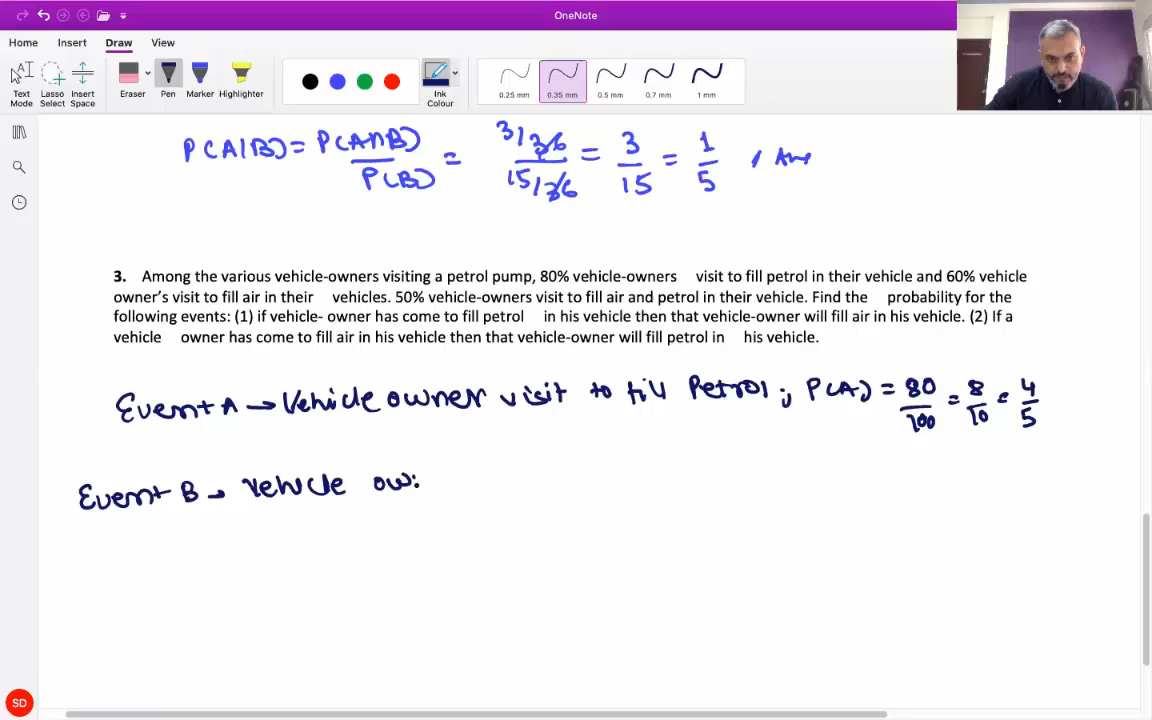 OneNote
Home Insert Draw View
Text Mode Lasso Select Insert Space Eraser Pen Marker Highlighter Ink Colour 0.25 mm 0.35 mm 0.5 mm 0.7 mm 1 mm
P(A|B) = P(A∩B) / P(B) = 3/36 / 15/36 = 3/15 = 1/5 , Ans
3. Among the various vehicle-owners visiting a petrol pump, 80% vehicle-owners visit to fill petrol in their vehicle and 60% vehicle
owner's visit to fill air in their vehicles. 50% vehicle-owners visit to fill air and petrol in their vehicle. Find the probability for the
following events: (1) if vehicle- owner has come to fill petrol in his vehicle then that vehicle-owner will fill air in his vehicle. (2) If a
vehicle owner has come to fill air in his vehicle then that vehicle-owner will fill petrol in his vehicle.
Event A → Vehicle owner visit to fill Petrol ; P(A) = 80/100 = 8/10 = 4/5
Event B → Vehicle ow
SD